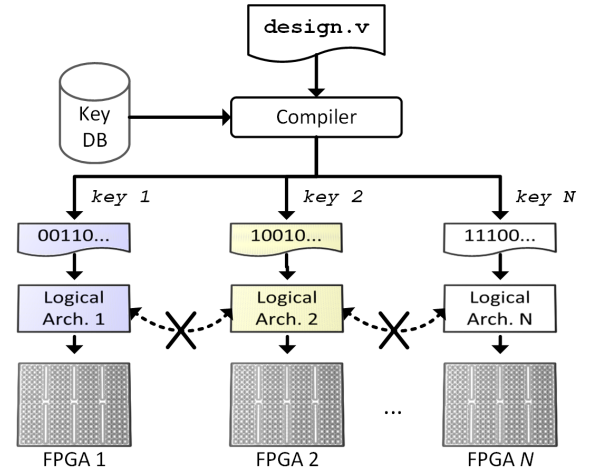 design.v
Key
DB
Compiler
key 1
key 2
key N
00110...
10010...
11100...
Logical
Arch. 1
Logical
Arch. 2
Logical
Arch. N
...
FPGA 1
FPGA 2
FPGA N